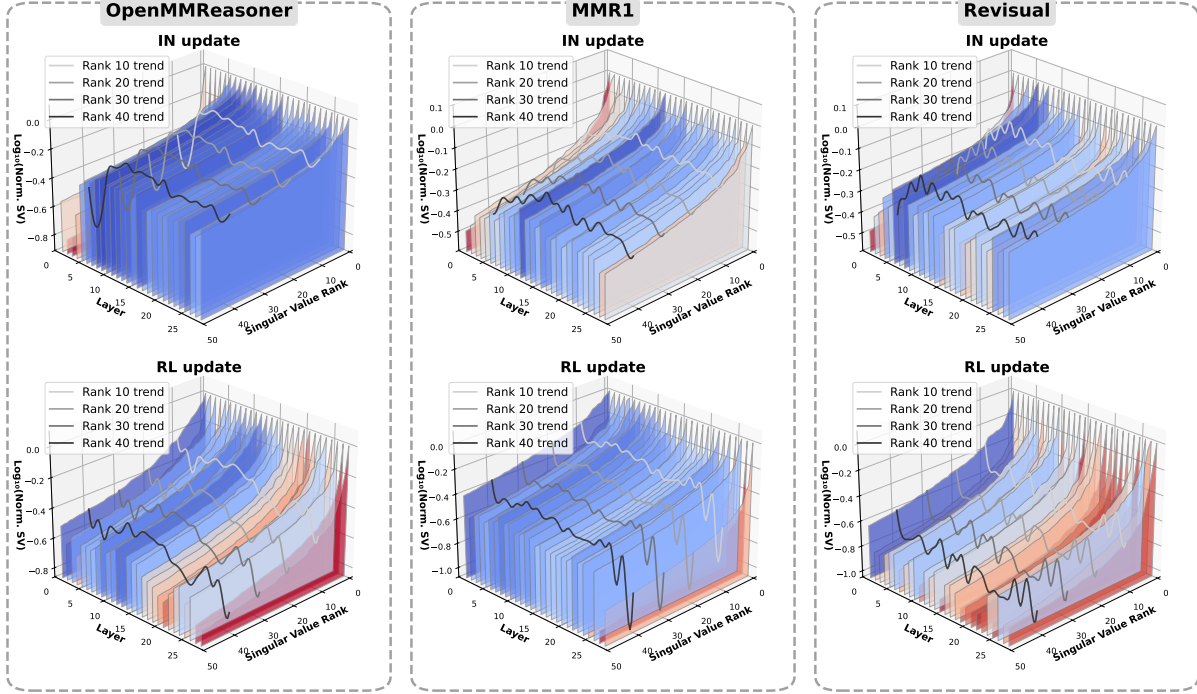 OpenMMReasoner
IN update
Rank 10 trend
Rank 20 trend
Rank 30 trend
Rank 40 trend
0.0
−0.2
−0.4
−0.6
−0.8
Log₁₀(Norm. SV)
0
5
10
15
20
25
Layer
50
40
30
20
10
0
Singular Value Rank
RL update
Rank 10 trend
Rank 20 trend
Rank 30 trend
Rank 40 trend
0.0
−0.2
−0.4
−0.6
−0.8
Log₁₀(Norm. SV)
0
5
10
15
20
25
Layer
50
40
30
20
10
0
Singular Value Rank
MMR1
IN update
Rank 10 trend
Rank 20 trend
Rank 30 trend
Rank 40 trend
0.1
0.0
−0.1
−0.2
−0.3
−0.4
−0.5
Log₁₀(Norm. SV)
0
5
10
15
20
25
Layer
50
40
30
20
10
0
Singular Value Rank
RL update
Rank 10 trend
Rank 20 trend
Rank 30 trend
Rank 40 trend
0.0
−0.2
−0.4
−0.6
−0.8
−1.0
Log₁₀(Norm. SV)
0
5
10
15
20
25
Layer
50
40
30
20
10
0
Singular Value Rank
Revisual
IN update
Rank 10 trend
Rank 20 trend
Rank 30 trend
Rank 40 trend
0.1
0.0
−0.1
−0.2
−0.3
−0.4
−0.5
Log₁₀(Norm. SV)
0
5
10
15
20
25
Layer
50
40
30
20
10
0
Singular Value Rank
RL update
Rank 10 trend
Rank 20 trend
Rank 30 trend
Rank 40 trend
0.0
−0.2
−0.4
−0.6
−0.8
−1.0
Log₁₀(Norm. SV)
0
5
10
15
20
25
Layer
50
40
30
20
10
0
Singular Value Rank